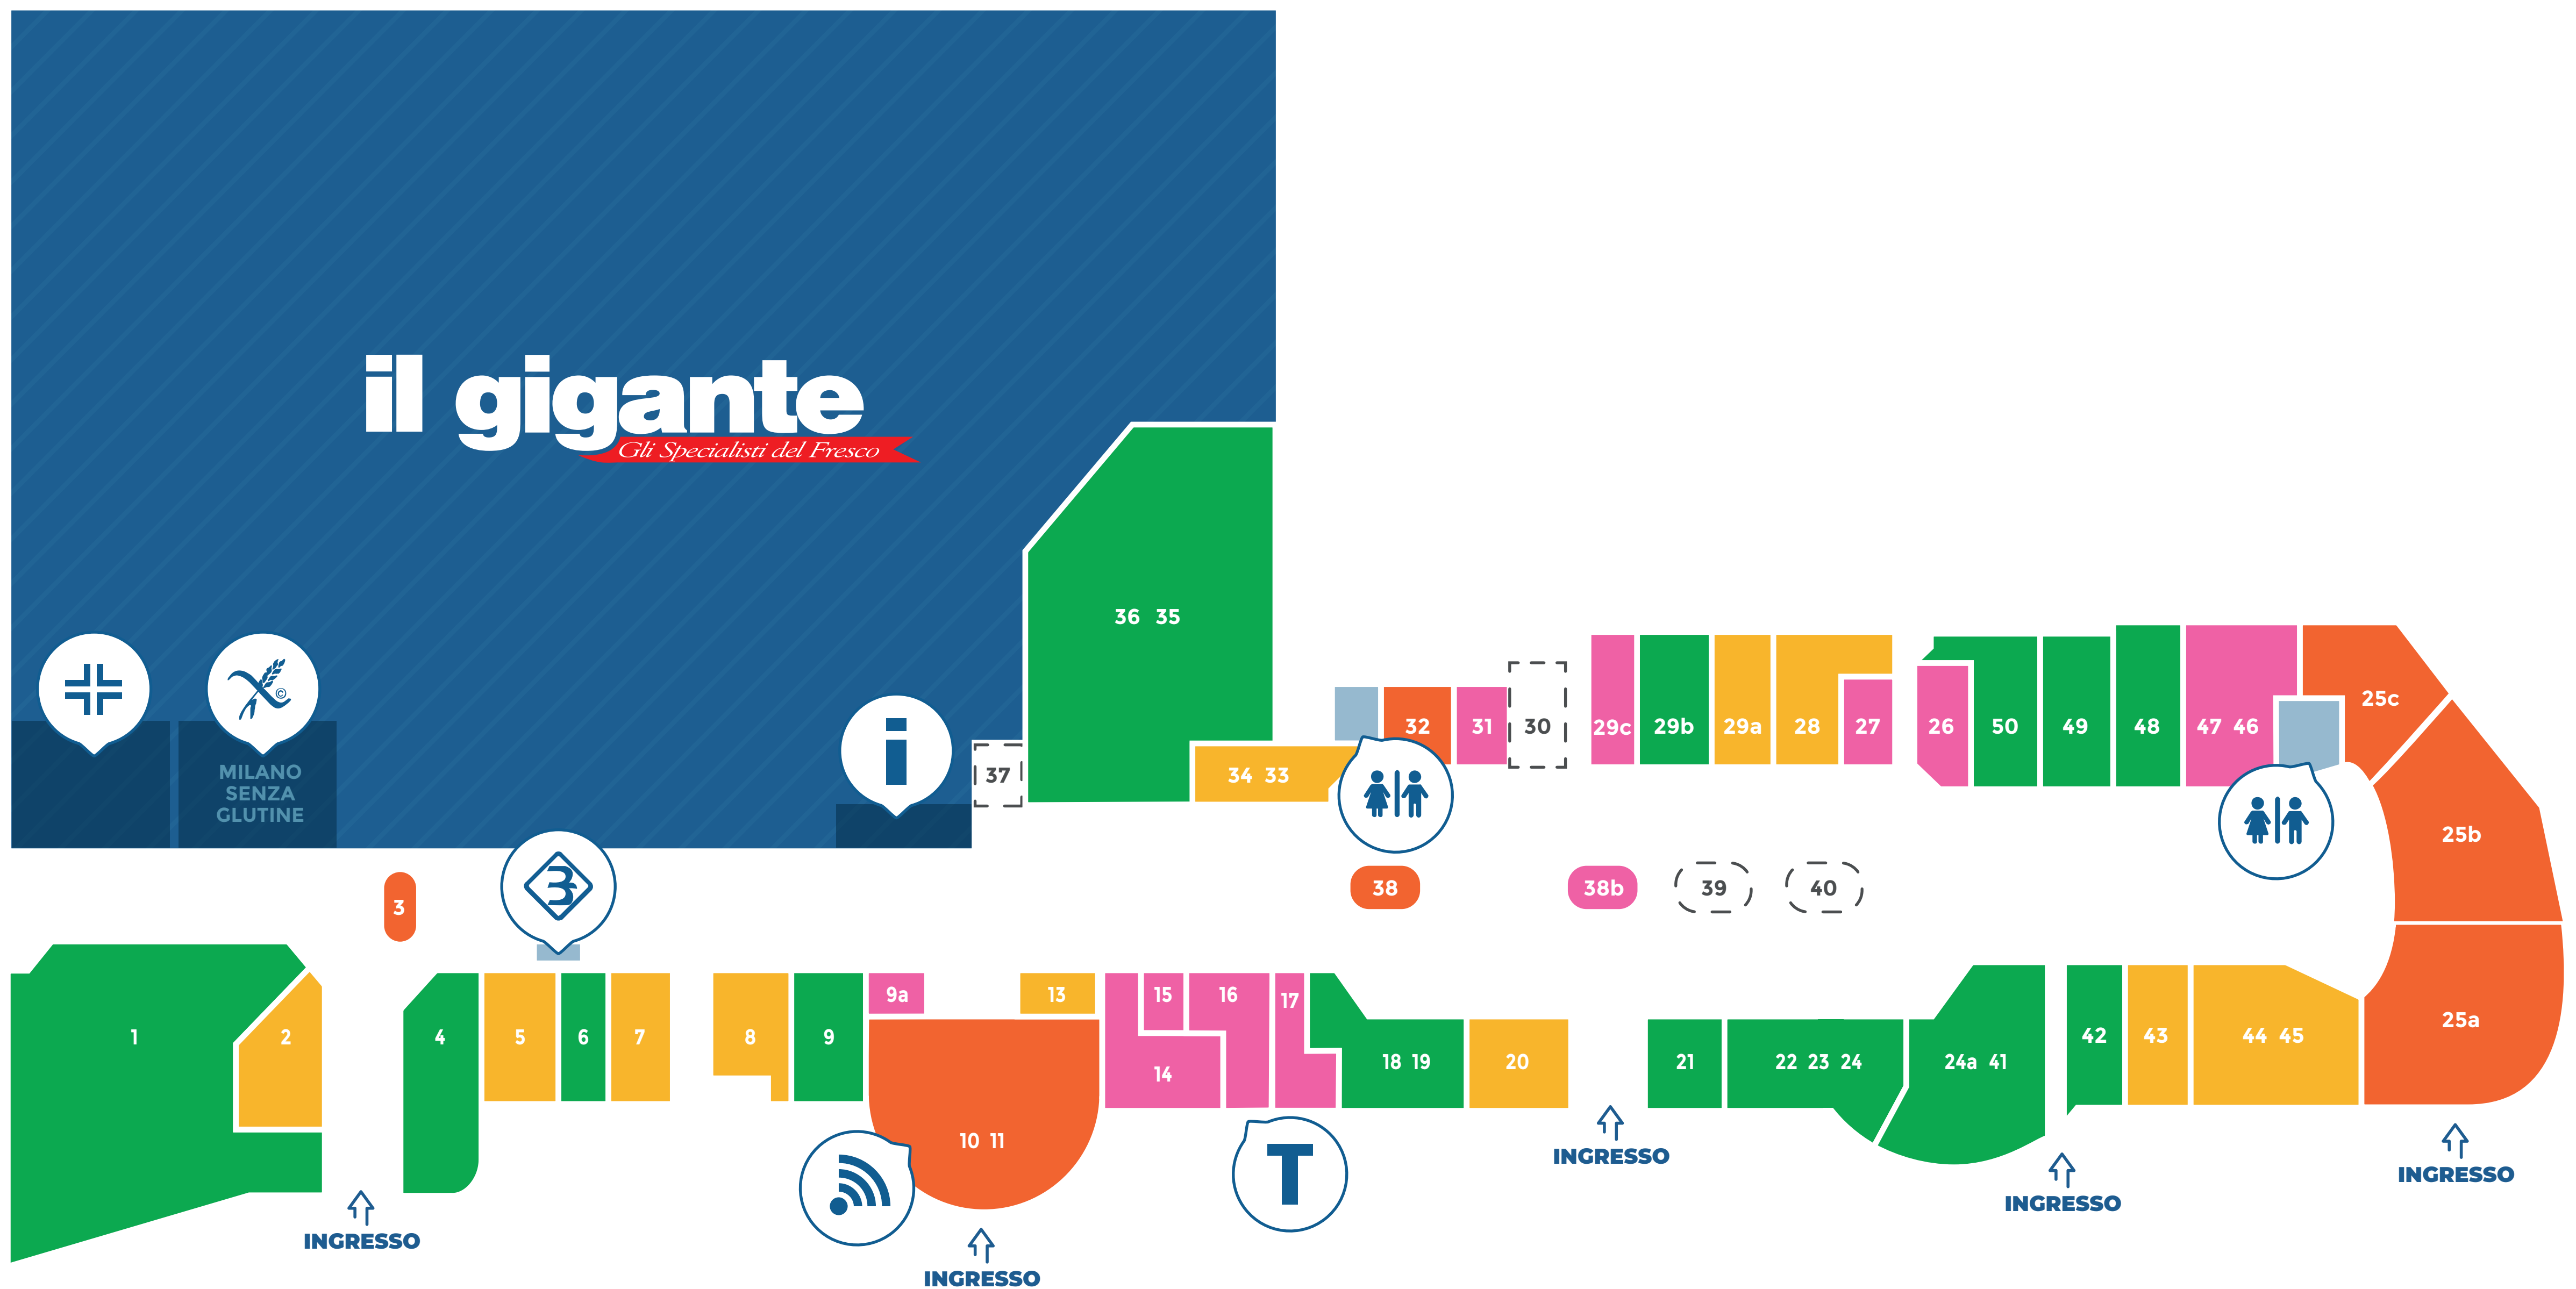 il gigante
Gli Specialisti del Fresco
36 35
MILANO
SENZA
GLUTINE
©
i
37
34 33
32
31
30
29c
29b
29a
28
27
26
50
49
48
47 46
25c
25b
25a
3
3
38
38b
39
40
1
2
4
5
6
7
8
9
9a
10 11
13
14
15
16
17
18 19
20
21
22 23 24
24a 41
42
43
44 45
T
INGRESSO
INGRESSO
INGRESSO
INGRESSO
INGRESSO